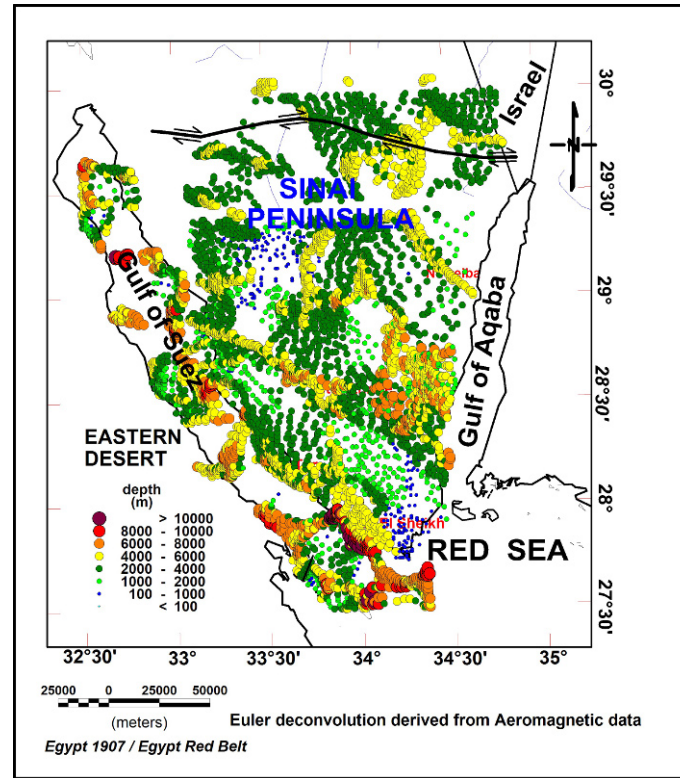 30°
Israel
N
29°30'
SINAI
PENINSULA
29°
Gulf of Suez
Gulf of Aqaba
28°30'
EASTERN
DESERT
28°
depth
(m)
> 10000
8000 - 10000
6000 - 8000
4000 - 6000
2000 - 4000
1000 - 2000
100 - 1000
< 100
Sheikh
RED SEA
27°30'
32°30' 33° 33°30' 34° 34°30' 35°
25000 0 25000 50000
(meters)
Euler deconvolution derived from Aeromagnetic data
Egypt 1907 / Egypt Red Belt